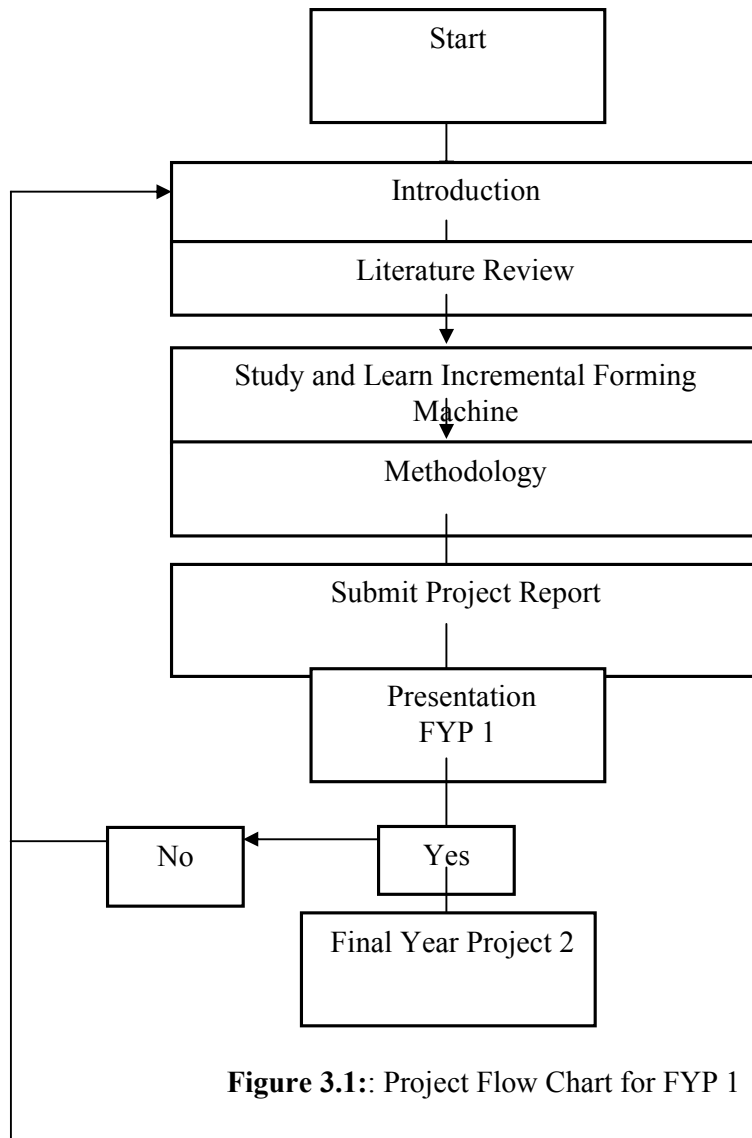 Start
Introduction
Literature Review
Study and Learn Incremental Forming
Machine
Methodology
Submit Project Report
Presentation
FYP 1
No
Yes
Final Year Project 2
Figure 3.1:: Project Flow Chart for FYP 1